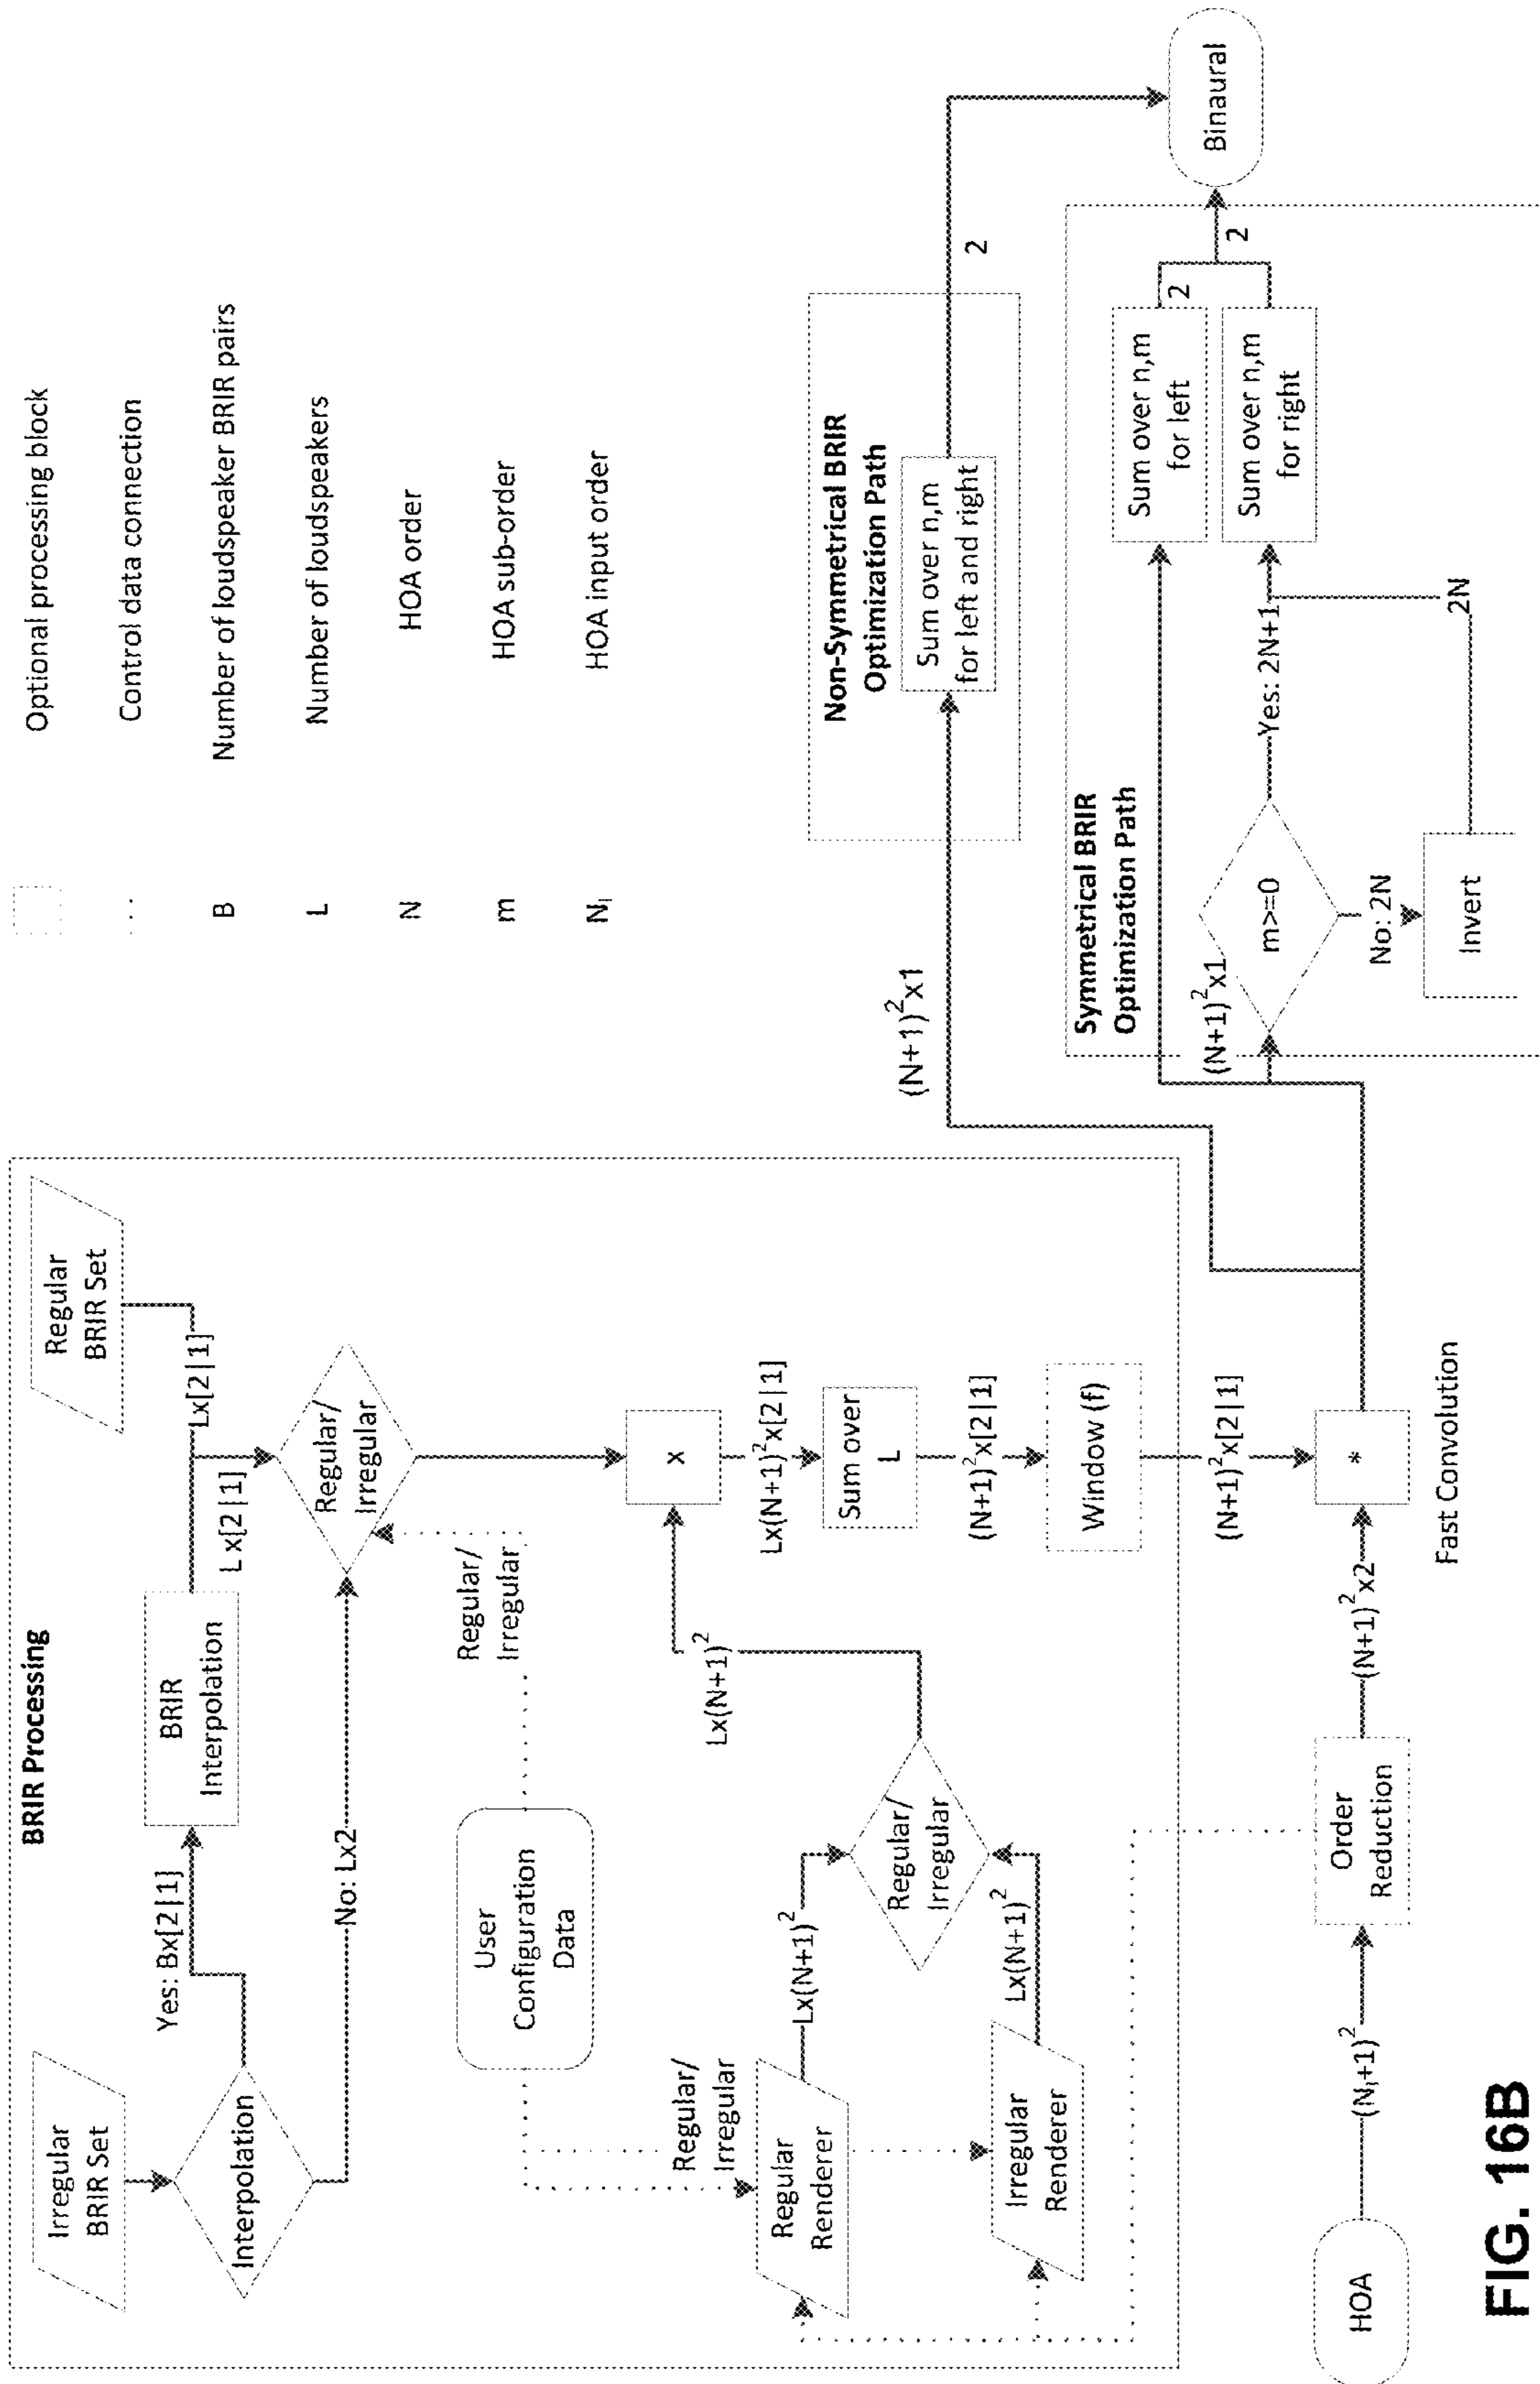 BRIR Processing
Irregular
BRIR Set
Interpolation
Yes: Bx[2|1]
No: Lx2
BRIR
Interpolation
Regular
BRIR Set
Lx[2|1]
Lx[2|1]
Regular/
Irregular
User
Configuration
Data
Regular/
Irregular
Regular/
Irregular
Regular
Renderer
Irregular
Renderer
Lx(N+1)²
Lx(N+1)²
Regular/
Irregular
Lx(N+1)²
x
Lx(N+1)²x[2|1]
Sum over
L
(N+1)²x[2|1]
Window (f)
(N+1)²x[2|1]
HOA
(Nᵢ+1)²
Order
Reduction
(N+1)²x2
*
Fast Convolution
(N+1)²x1
Non-Symmetrical BRIR
Optimization Path
Sum over n,m
for left and right
2
Symmetrical BRIR
Optimization Path
(N+1)²x1
m>=0
Yes: 2N+1
No: 2N
Invert
2N
Sum over n,m
for left
2
Sum over n,m
for right
2
Binaural
Optional processing block
Control data connection
B Number of loudspeaker BRIR pairs
L Number of loudspeakers
N HOA order
m HOA sub-order
Nᵢ HOA input order
FIG. 16B